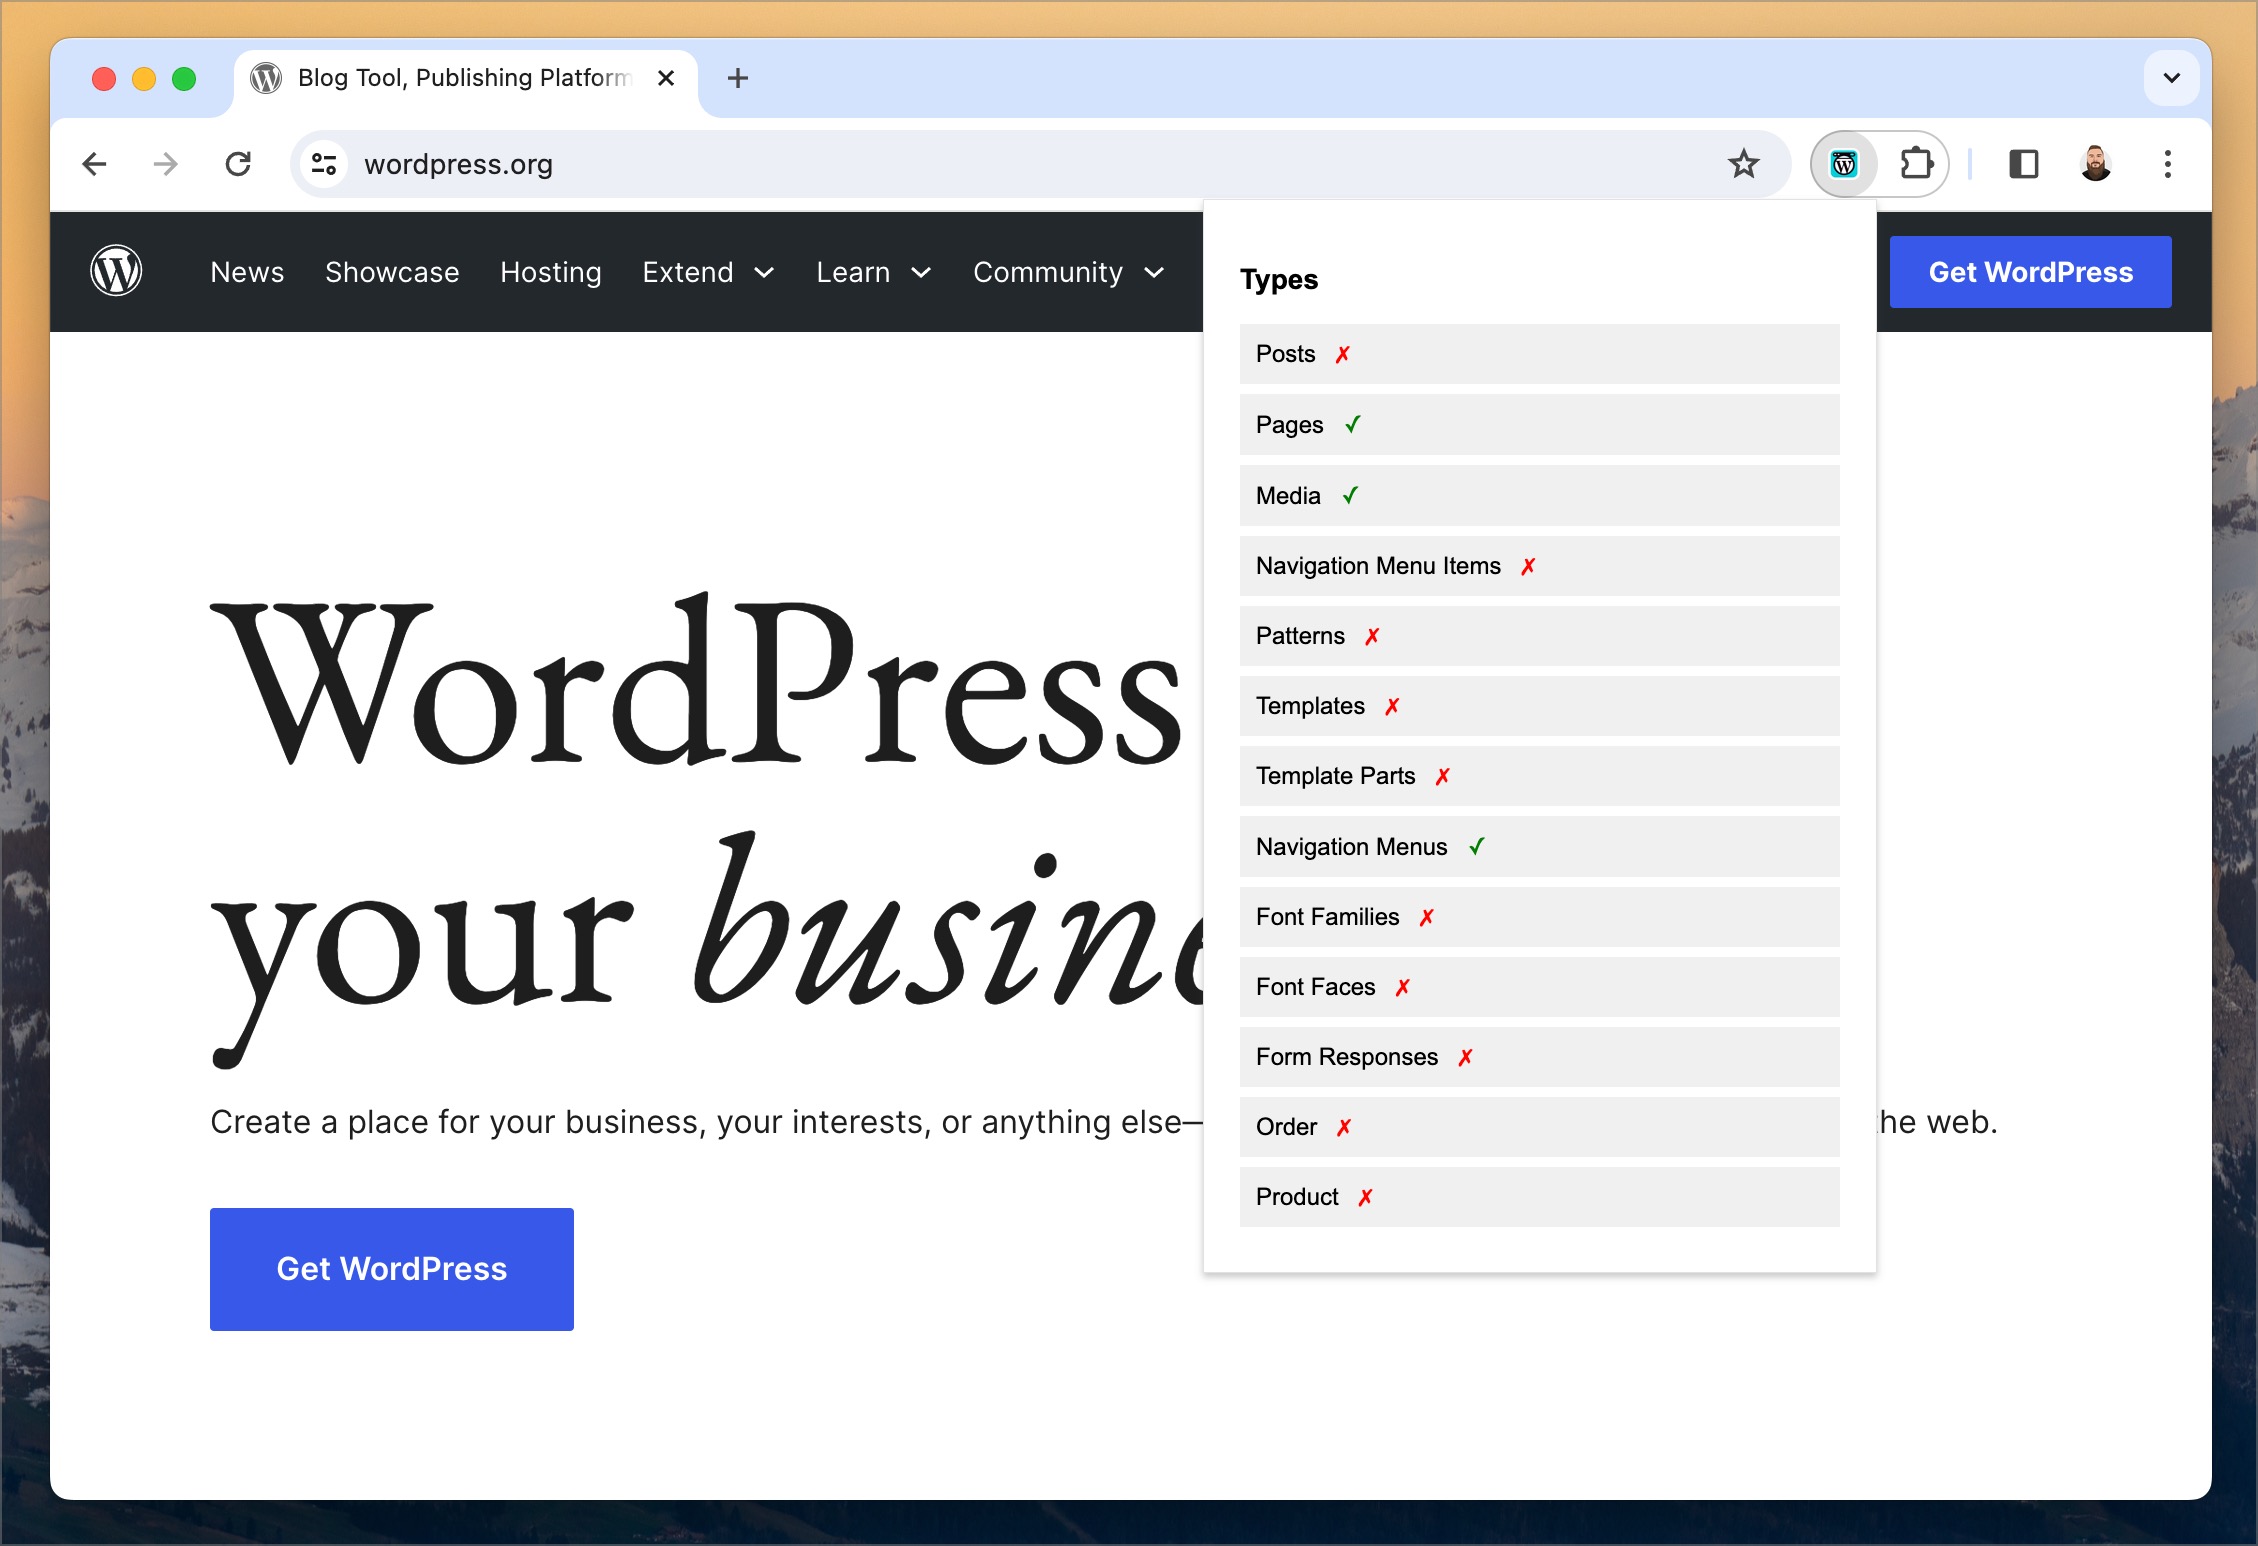 Blog Tool, Publishing Platform
wordpress.org
News Showcase Hosting Extend Learn Community
Get WordPress
Types
Posts ✗
Pages ✓
Media ✓
Navigation Menu Items ✗
Patterns ✗
Templates ✗
Template Parts ✗
Navigation Menus ✓
Font Families ✗
Font Faces ✗
Form Responses ✗
Order ✗
Product ✗
WordPress
your busine
Create a place for your business, your interests, or anything else—
he web.
Get WordPress